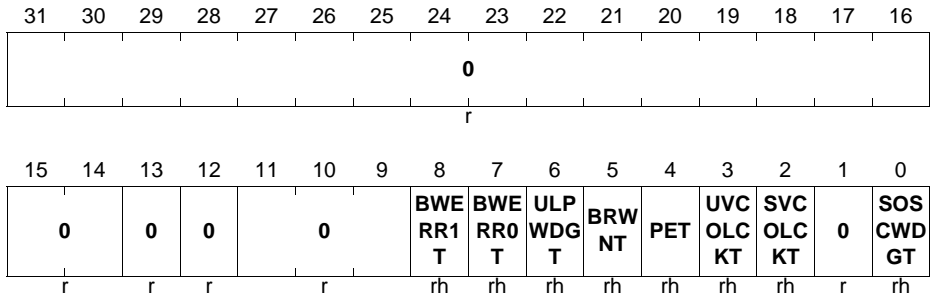 31 30 29 28 27 26 25 24 23 22 21 20 19 18 17 16
0
r
15 14 13 12 11 10 9 8 7 6 5 4 3 2 1 0
0 0 0 0 BWE RR1 T BWE RR0 T ULP WDG T BRW NT PET UVC OLC KT SVC OLC KT 0 SOS CWD GT
r r r r rh rh rh rh rh rh rh r rh